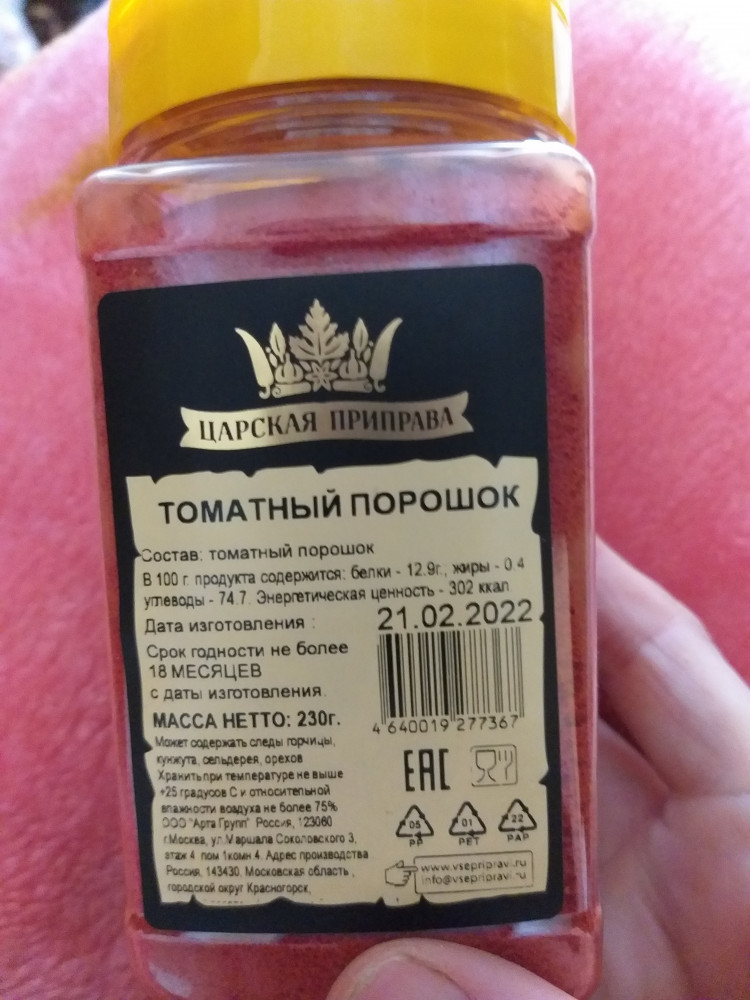 ЦАРСКАЯ ПРИПРАВА
ТОМАТНЫЙ ПОРОШОК
Состав: томатный порошок
В 100 г. продукта содержится: белки - 12.9г., жиры - 0.4
углеводы - 74.7. Энергетическая ценность - 302 ккал
Дата изготовления :
21.02.2022
Срок годности не более
18 МЕСЯЦЕВ
с даты изготовления.
МАССА НЕТТО: 230г.
4 640019 277367
Может содержать следы горчицы,
кунжута, сельдерея, орехов
Хранить при температуре не выше
+25 градусов С и относительной
влажности воздуха не более 75%
ООО "Арта Групп" Россия, 123060
г.Москва, ул.Маршала Соколовского 3,
этаж 4 пом 1комн 4. Адрес производства
Россия, 143430, Московская область ,
городской округ Красногорск,
EAC
05
PP
01
PET
22
PAP
www.vsepripravi.ru
info@vsepripravi.ru